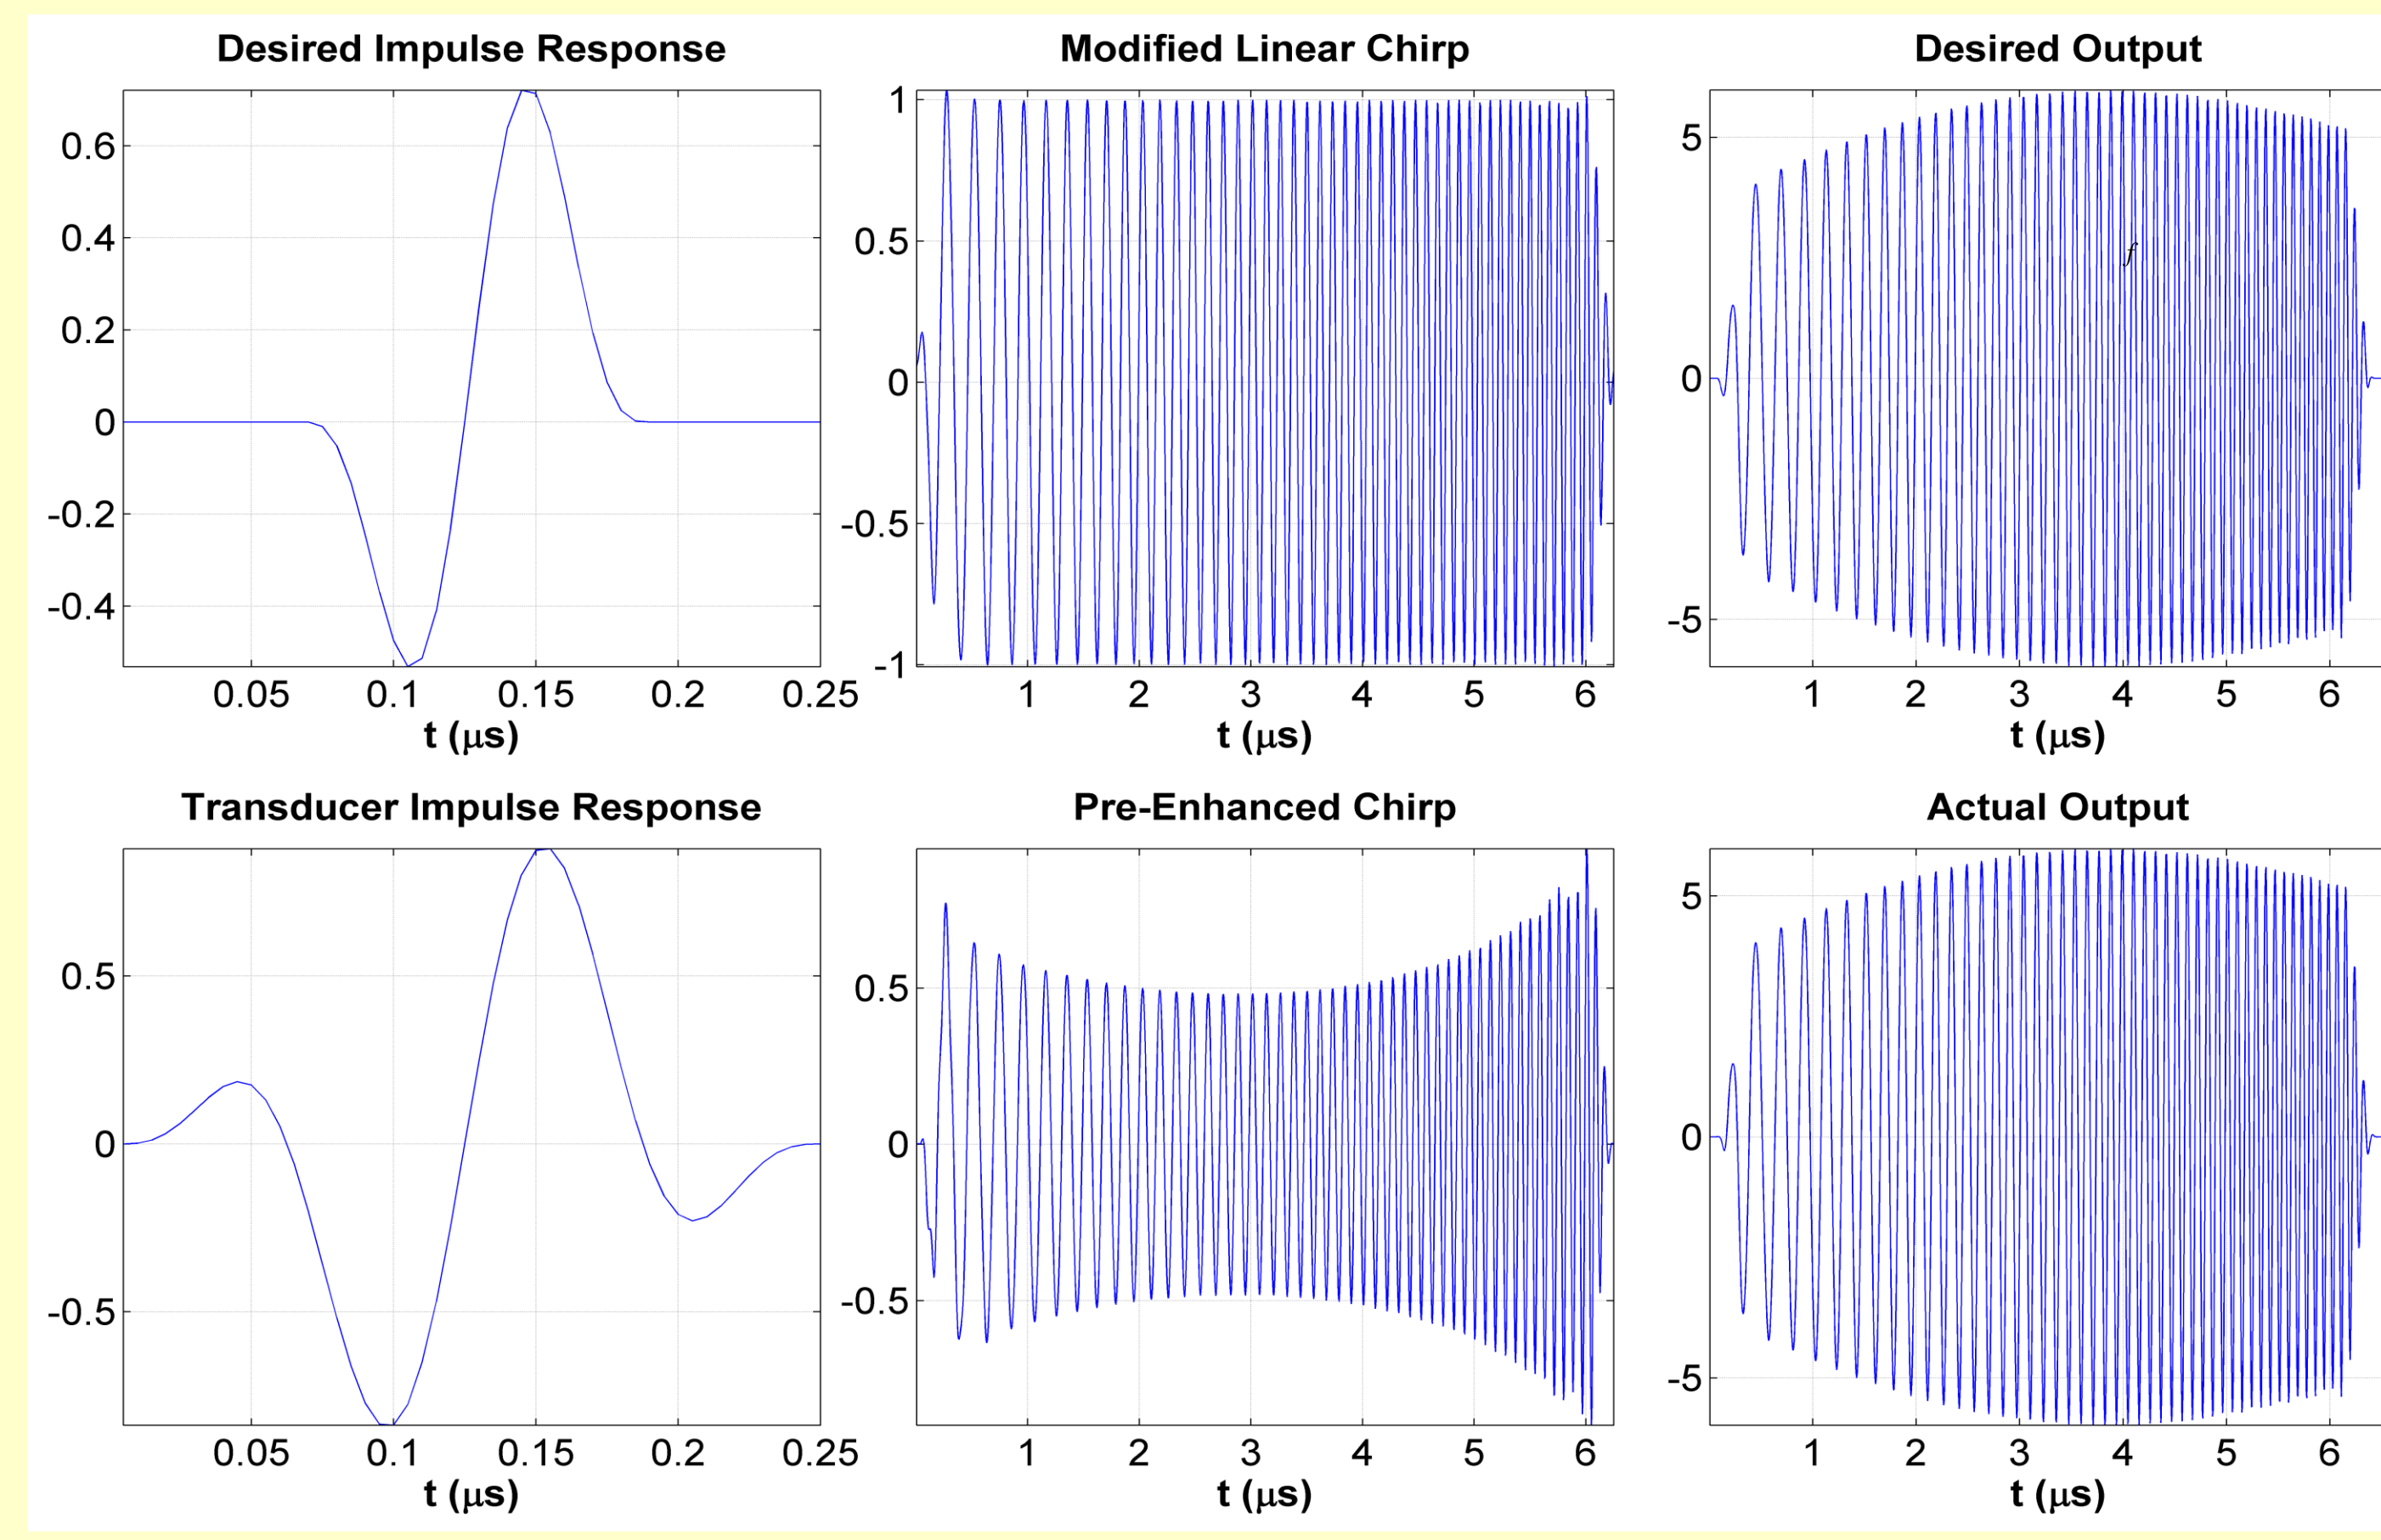 Desired Impulse Response
0.6
0.4
0.2
0
-0.2
-0.4
0.05 0.1 0.15 0.2 0.25
t (μs)
Modified Linear Chirp
1
0.5
0
-0.5
-1
1 2 3 4 5 6
t (μs)
Desired Output
5
0
-5
f
1 2 3 4 5 6
t (μs)
Transducer Impulse Response
0.5
0
-0.5
0.05 0.1 0.15 0.2 0.25
t (μs)
Pre-Enhanced Chirp
0.5
0
-0.5
1 2 3 4 5 6
t (μs)
Actual Output
5
0
-5
1 2 3 4 5 6
t (μs)